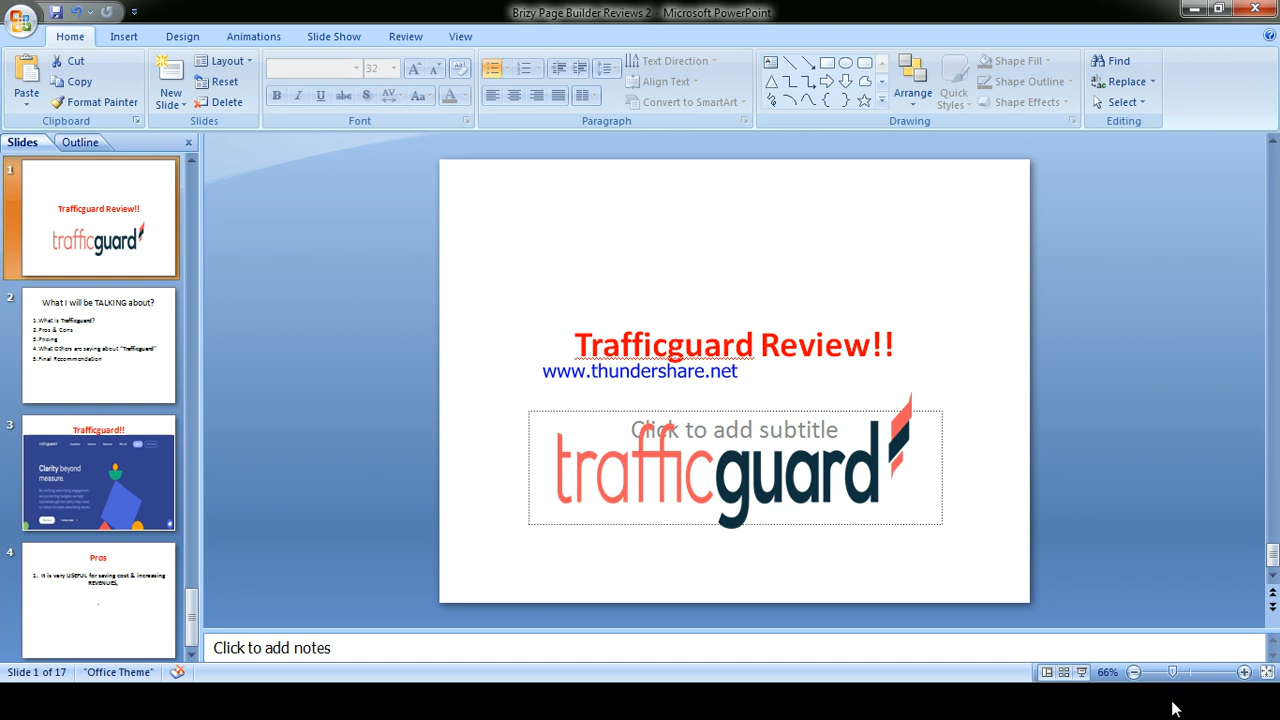 Brizy Page Builder Reviews 2 - Microsoft PowerPoint
Home Insert Design Animations Slide Show Review View
Paste
Cut
Copy
Format Painter
Clipboard
New Slide
Layout
Reset
Delete
Slides
32
Font
Text Direction
Align Text
Convert to SmartArt
Paragraph
Arrange
Quick Styles
Shape Fill
Shape Outline
Shape Effects
Drawing
Find
Replace
Select
Editing
Slides Outline
1
Trafficguard Review!!
trafficguard
2
What I will be TALKING about?
1.What is Trafficguard?
2.Pros & Cons
3.Pricing
4.What Others are saying about "Trafficguard"
5.Final Recommendation
3
Trafficguard!!
Clarity beyond
measure.
4
Pros
1. It is very USEFUL for saving cost & increasing
REVENUES,
Trafficguard Review!!
www.thundershare.net
Click to add subtitle
trafficguard
Click to add notes
Slide 1 of 17 "Office Theme" 66%